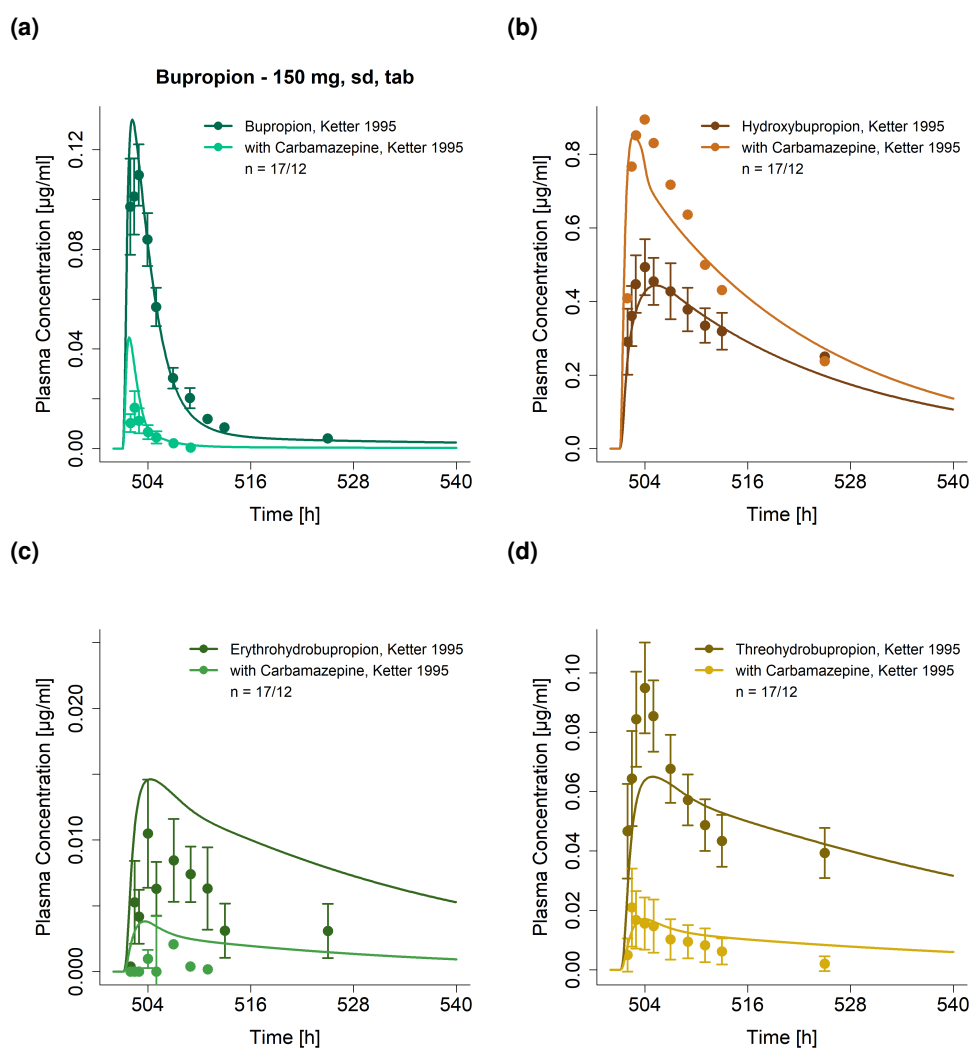 (a)
Bupropion - 150 mg, sd, tab
Bupropion, Ketter 1995
with Carbamazepine, Ketter 1995
n = 17/12
Plasma Concentration [µg/ml]
0.00
0.04
0.08
0.12
504
516
528
540
Time [h]
(b)
Hydroxybupropion, Ketter 1995
with Carbamazepine, Ketter 1995
n = 17/12
Plasma Concentration [µg/ml]
0.0
0.2
0.4
0.6
0.8
504
516
528
540
Time [h]
(c)
Erythrohydrobupropion, Ketter 1995
with Carbamazepine, Ketter 1995
n = 17/12
Plasma Concentration [µg/ml]
0.000
0.010
0.020
504
516
528
540
Time [h]
(d)
Threohydrobupropion, Ketter 1995
with Carbamazepine, Ketter 1995
n = 17/12
Plasma Concentration [µg/ml]
0.00
0.02
0.04
0.06
0.08
0.10
504
516
528
540
Time [h]